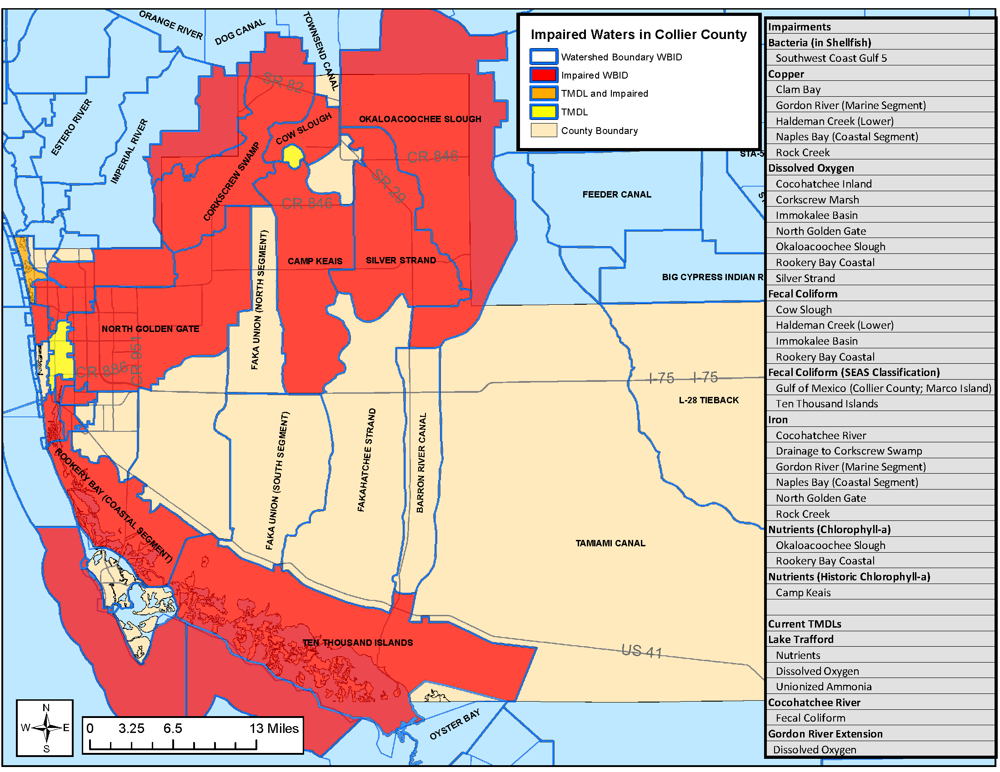 ORANGE RIVER
DOG CANAL
TOWNSEND CANAL
ESTERO RIVER
IMPERIAL RIVER
SR 82
COW SLOUGH
CORKSCREW SWAMP
OKALOACOOCHEE SLOUGH
CR 846
SR 29
CR 846
Impaired Waters in Collier County
Watershed Boundary WBID
Impaired WBID
TMDL and Impaired
TMDL
County Boundary
STA-5
FEEDER CANAL
BIG CYPRESS INDIAN R
FAKA UNION (NORTH SEGMENT)
CAMP KEAIS
SILVER STRAND
NORTH GOLDEN GATE
CR 951
CR 886
I-75
I-75
L-28 TIEBACK
FAKA UNION (SOUTH SEGMENT)
FAKAHATCHEE STRAND
BARRON RIVER CANAL
ROOKERY BAY (COASTAL SEGMENT)
TAMIAMI CANAL
TEN THOUSAND ISLANDS
US 41
OYSTER BAY
N
W E
S
0 3.25 6.5 13 Miles
Impairments
Bacteria (in Shellfish)
Southwest Coast Gulf 5
Copper
Clam Bay
Gordon River (Marine Segment)
Haldeman Creek (Lower)
Naples Bay (Coastal Segment)
Rock Creek
Dissolved Oxygen
Cocohatchee Inland
Corkscrew Marsh
Immokalee Basin
North Golden Gate
Okaloacoochee Slough
Rookery Bay Coastal
Silver Strand
Fecal Coliform
Cow Slough
Haldeman Creek (Lower)
Immokalee Basin
Rookery Bay Coastal
Fecal Coliform (SEAS Classification)
Gulf of Mexico (Collier County; Marco Island)
Ten Thousand Islands
Iron
Cocohatchee River
Drainage to Corkscrew Swamp
Gordon River (Marine Segment)
Naples Bay (Coastal Segment)
North Golden Gate
Rock Creek
Nutrients (Chlorophyll-a)
Okaloacoochee Slough
Rookery Bay Coastal
Nutrients (Historic Chlorophyll-a)
Camp Keais
Current TMDLs
Lake Trafford
Nutrients
Dissolved Oxygen
Unionized Ammonia
Cocohatchee River
Fecal Coliform
Gordon River Extension
Dissolved Oxygen